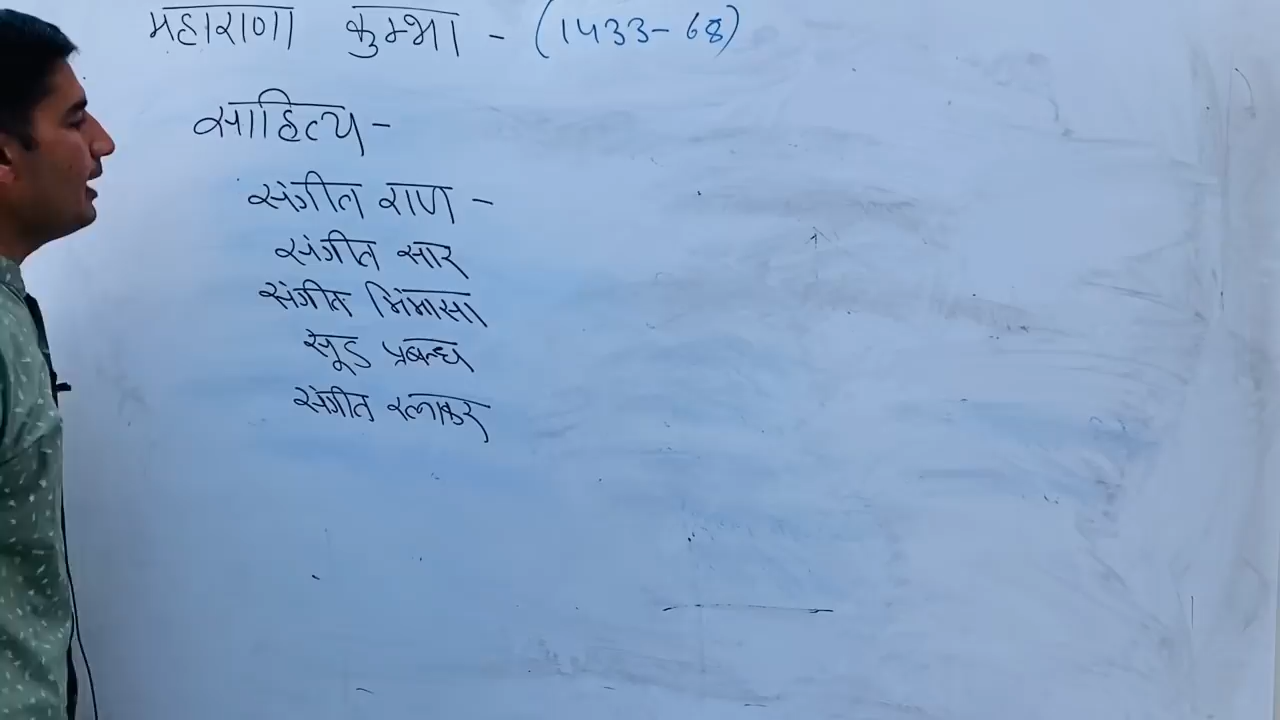 महाराणा कुम्भा - (1433-68)
साहित्य -
संगीत राज -
संगीत सार
संगीत मिमांसा
सूड प्रबन्ध
संगीत रत्नाकर